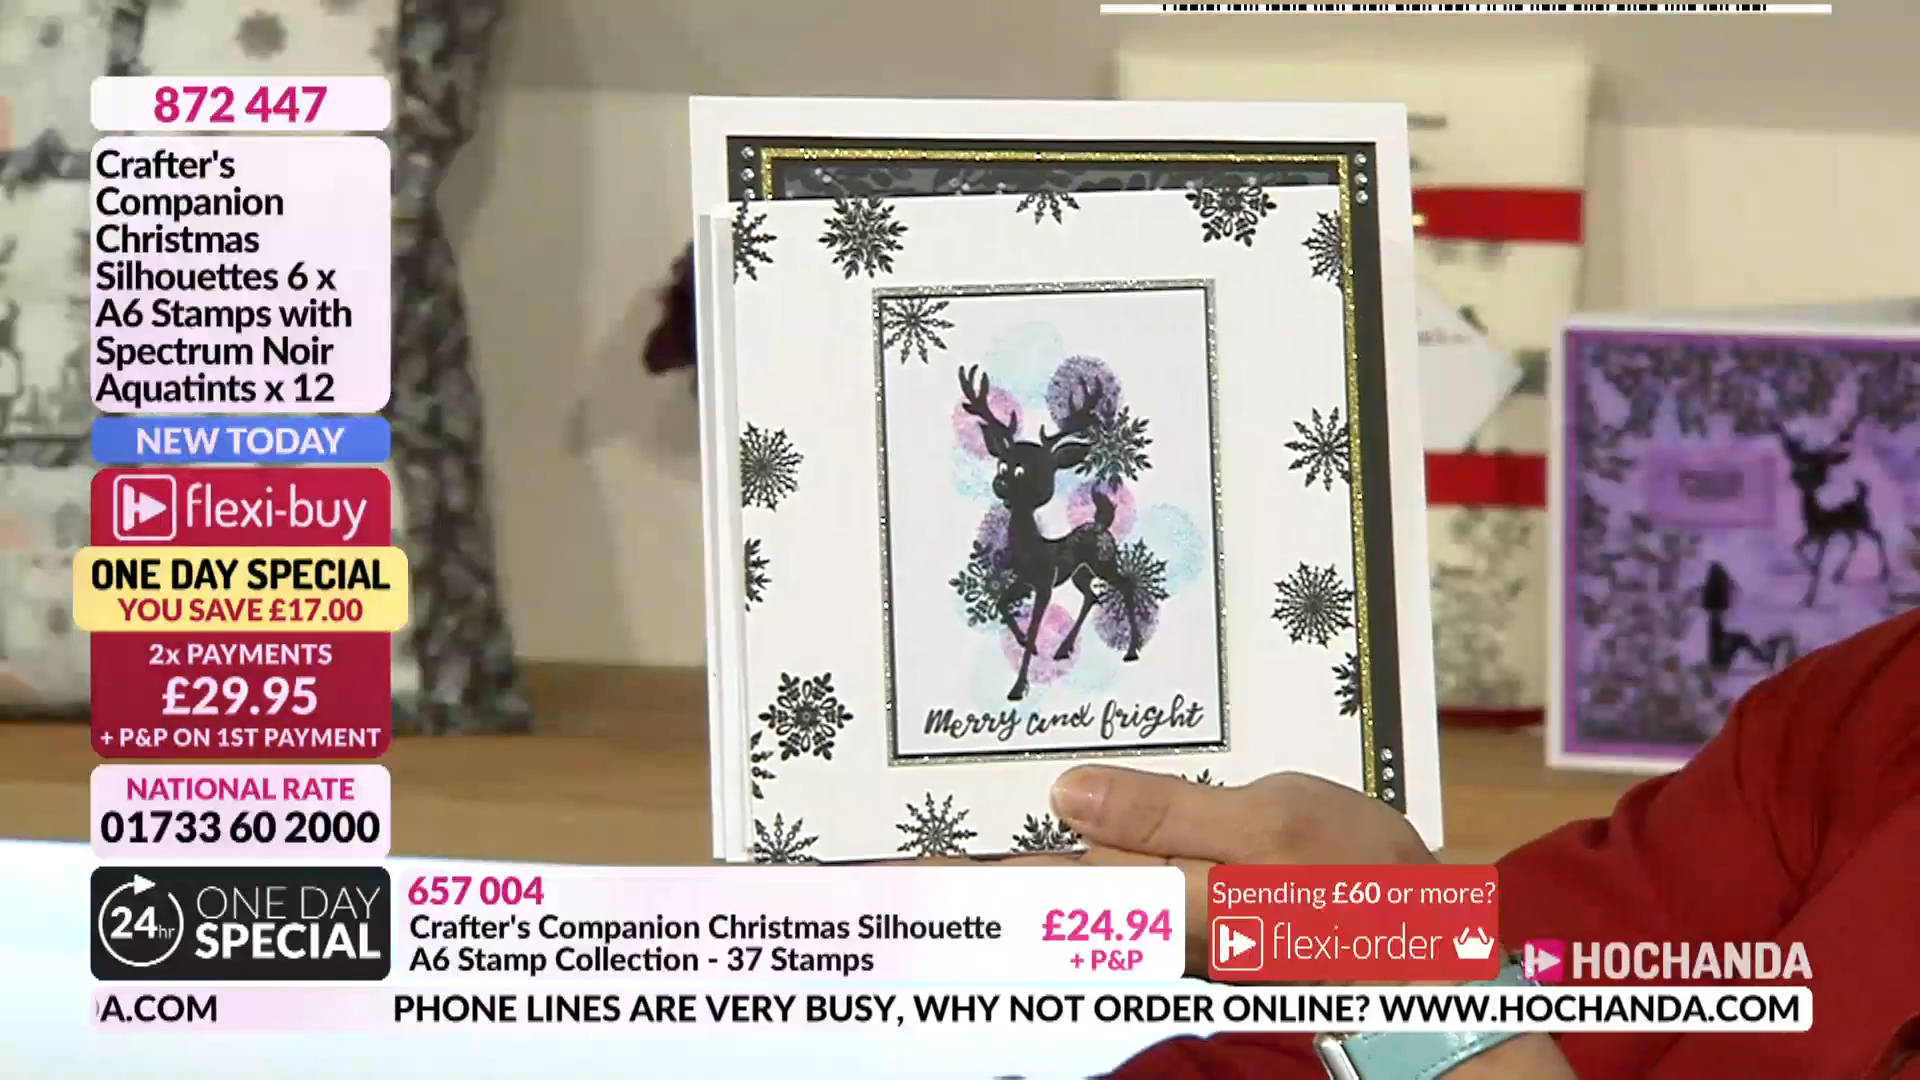 872 447
Crafter's
Companion
Christmas
Silhouettes 6 x
A6 Stamps with
Spectrum Noir
Aquatints x 12
NEW TODAY
flexi-buy
ONE DAY SPECIAL
YOU SAVE £17.00
2x PAYMENTS
£29.95
+ P&P ON 1ST PAYMENT
NATIONAL RATE
01733 60 2000
24hr
ONE DAY
SPECIAL
657 004
Crafter's Companion Christmas Silhouette
A6 Stamp Collection - 37 Stamps
£24.94
+ P&P
Spending £60 or more?
flexi-order
HOCHANDA
A.COM PHONE LINES ARE VERY BUSY, WHY NOT ORDER ONLINE? WWW.HOCHANDA.COM
Merry and bright